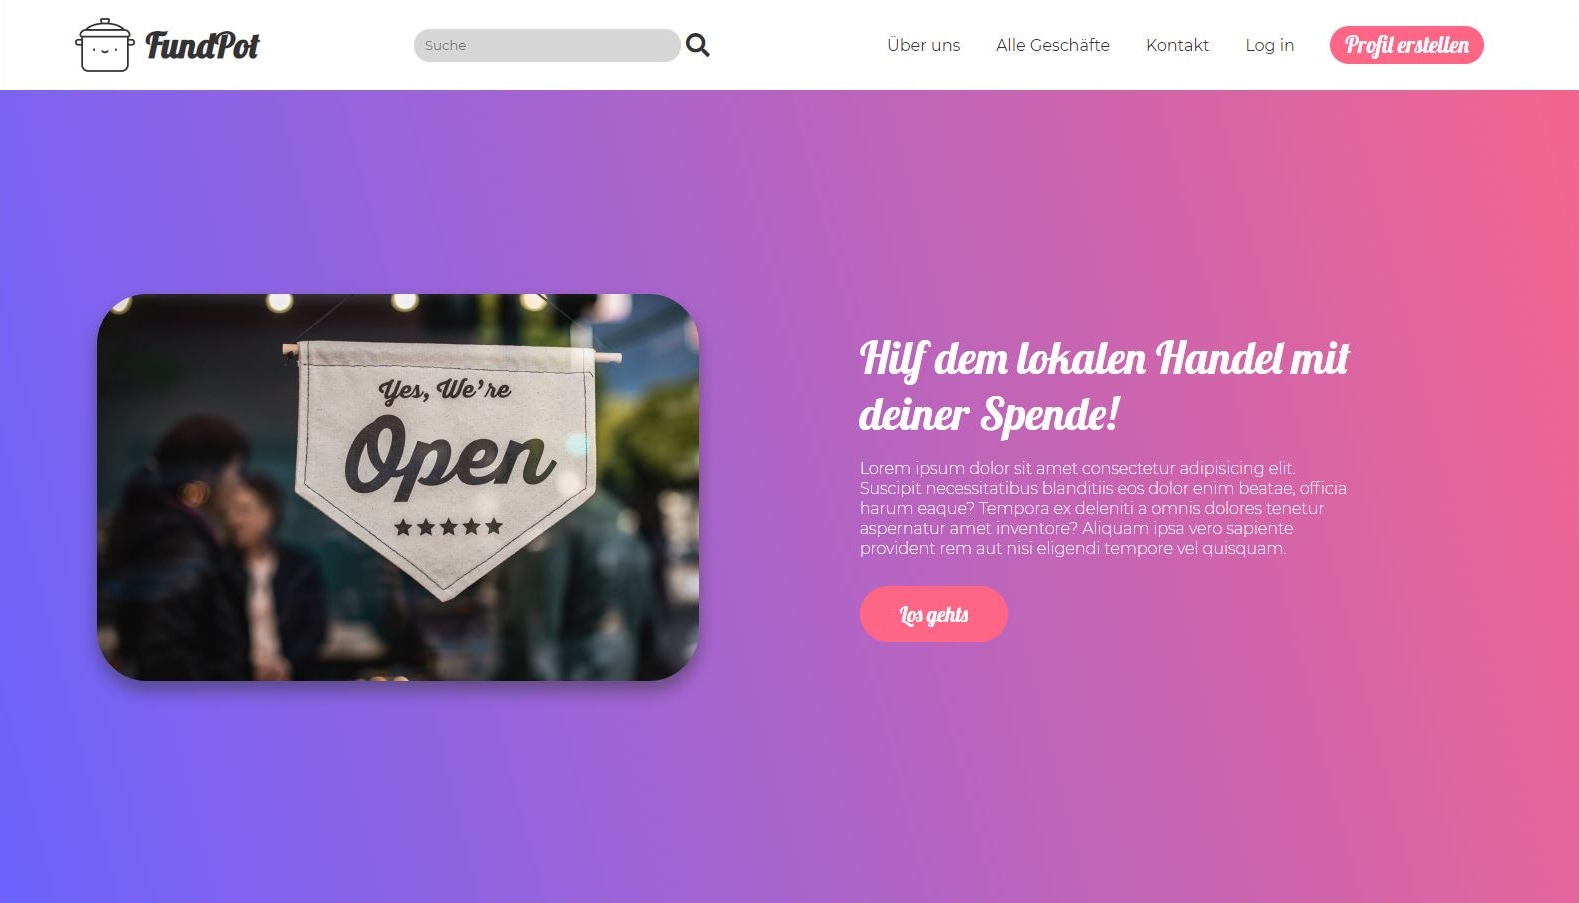 FundPot
Suche
Über uns
Alle Geschäfte
Kontakt
Log in
Profil erstellen
Yes, We're
Open
Hilf dem lokalen Handel mit
deiner Spende!
Lorem ipsum dolor sit amet consectetur adipisicing elit.
Suscipit necessitatibus blanditiis eos dolor enim beatae, officia
harum eaque? Tempora ex deleniti a omnis dolores tenetur
aspernatur amet inventore? Aliquam ipsa vero sapiente
provident rem aut nisi eligendi tempore vel quisquam.
Los gehts